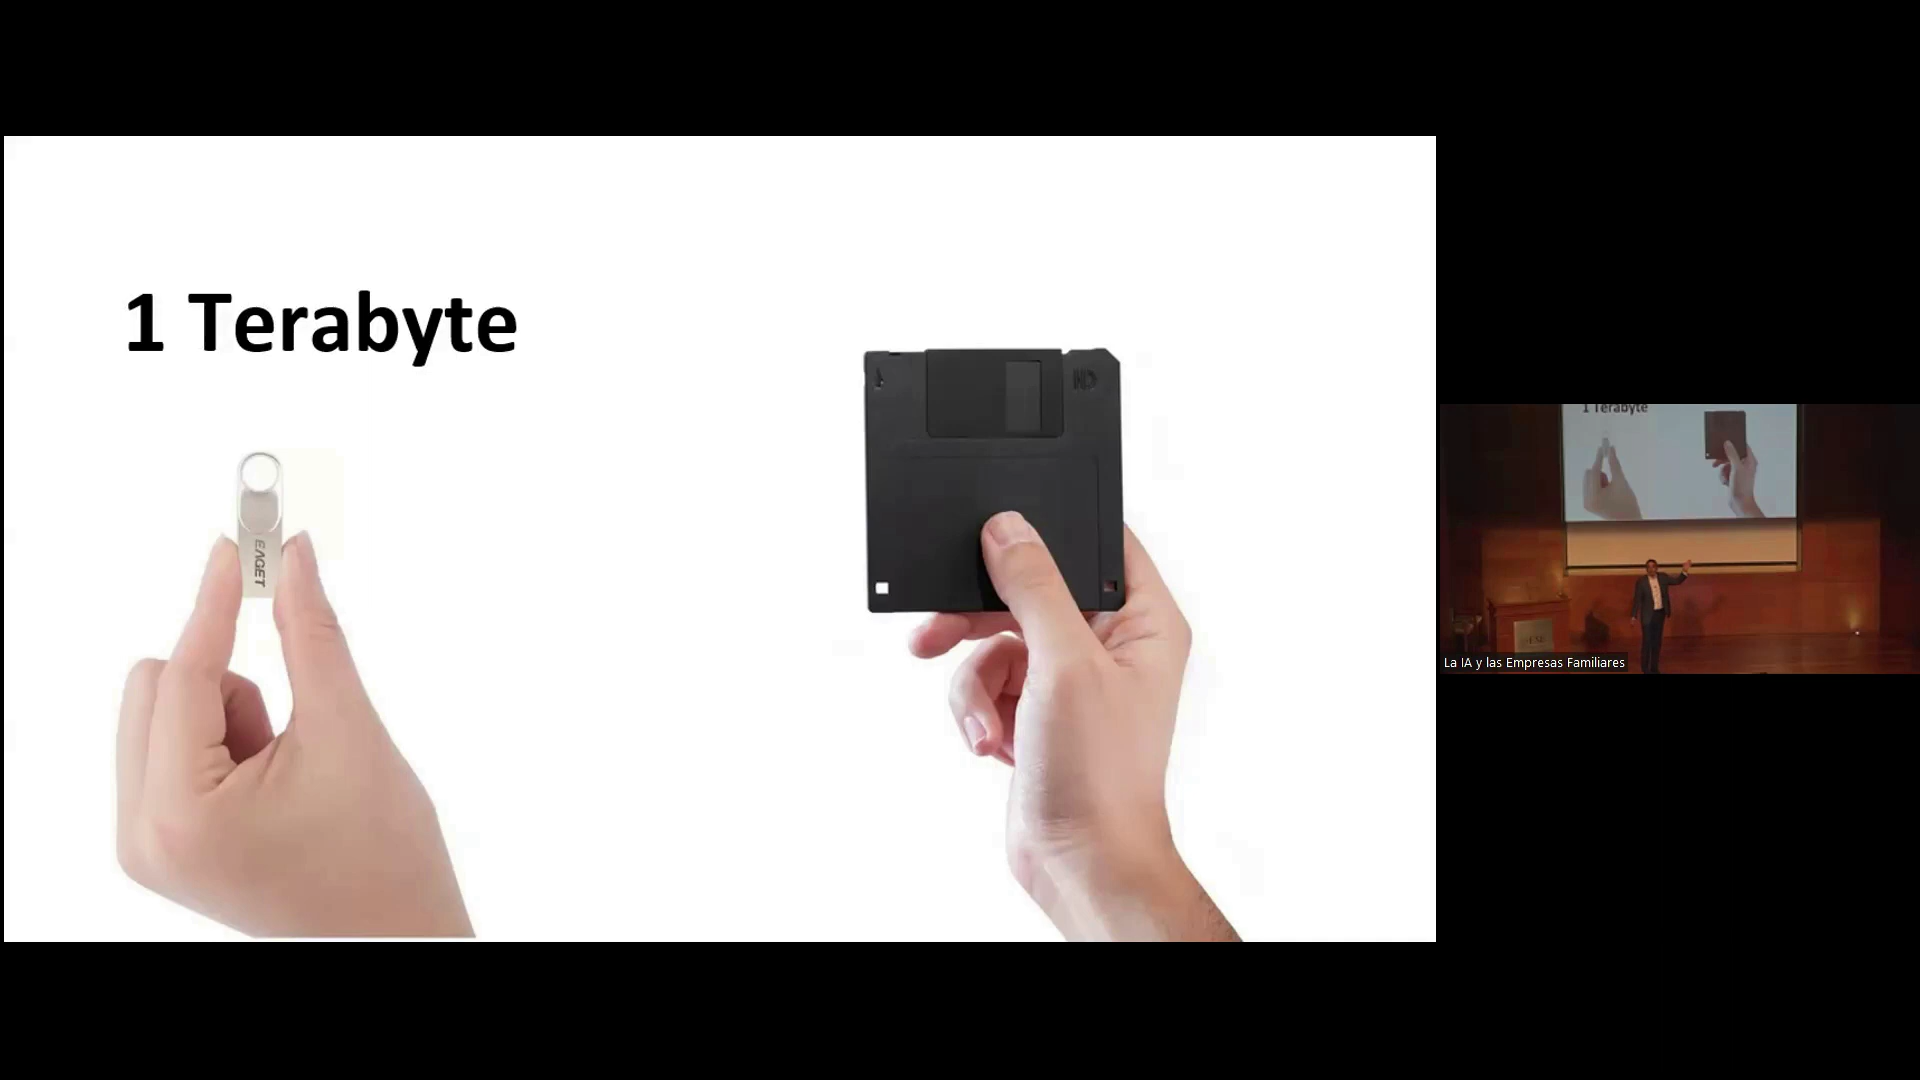 1 Terabyte
EAGET
HD
1 Terabyte
La IA y las Empresas Familiares